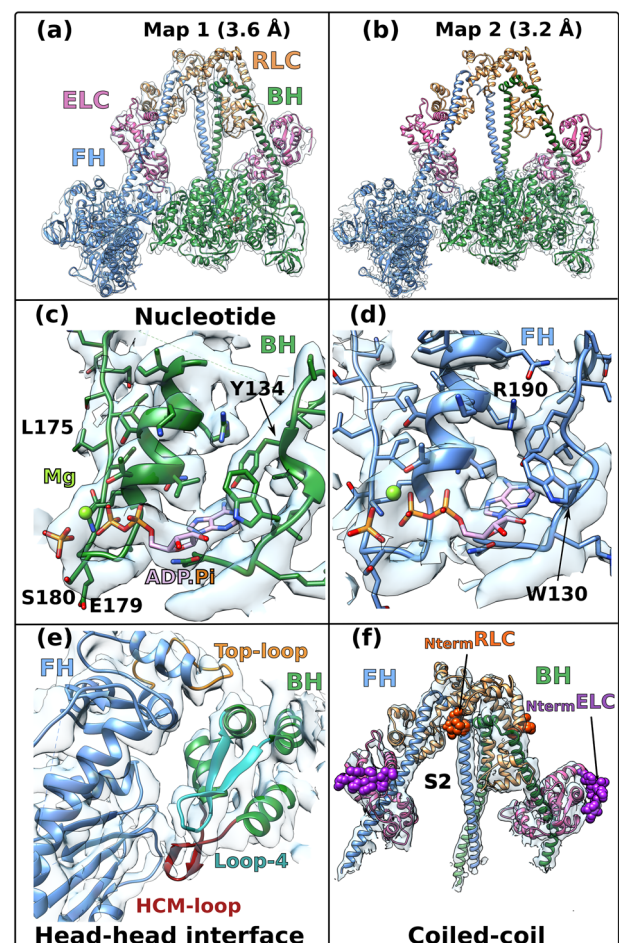 (a) Map 1 (3.6 Å)
RLC
ELC
BH
FH
(b) Map 2 (3.2 Å)
(c) Nucleotide
BH
Y134
L175
Mg
ADP.Pi
S180 E179
(d)
FH
R190
W130
(e)
Top-loop
FH
BH
Loop-4
HCM-loop
Head-head interface
(f)
NtermRLC
FH
BH
NtermELC
S2
Coiled-coil